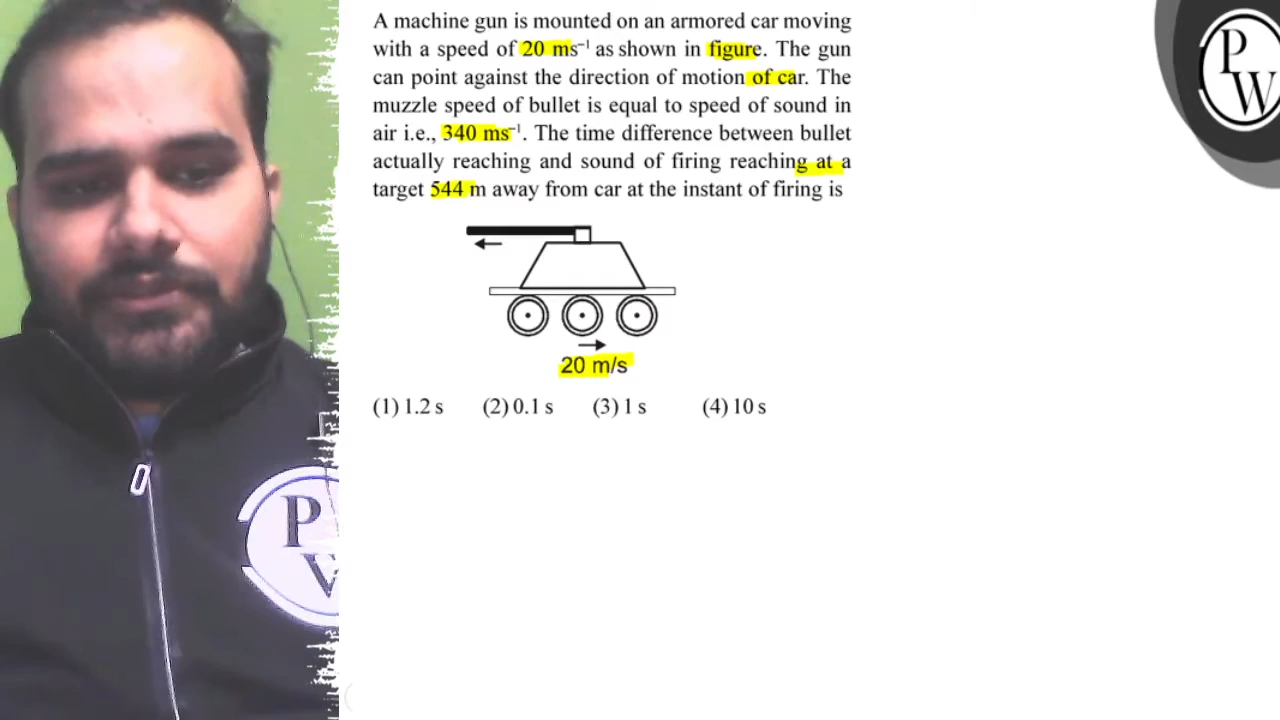 A machine gun is mounted on an armored car moving
with a speed of 20 ms⁻¹ as shown in figure. The gun
can point against the direction of motion of car. The
muzzle speed of bullet is equal to speed of sound in
air i.e., 340 ms⁻¹. The time difference between bullet
actually reaching and sound of firing reaching at a
target 544 m away from car at the instant of firing is
20 m/s
(1) 1.2 s (2) 0.1 s (3) 1 s (4) 10 s
P
W
P
W